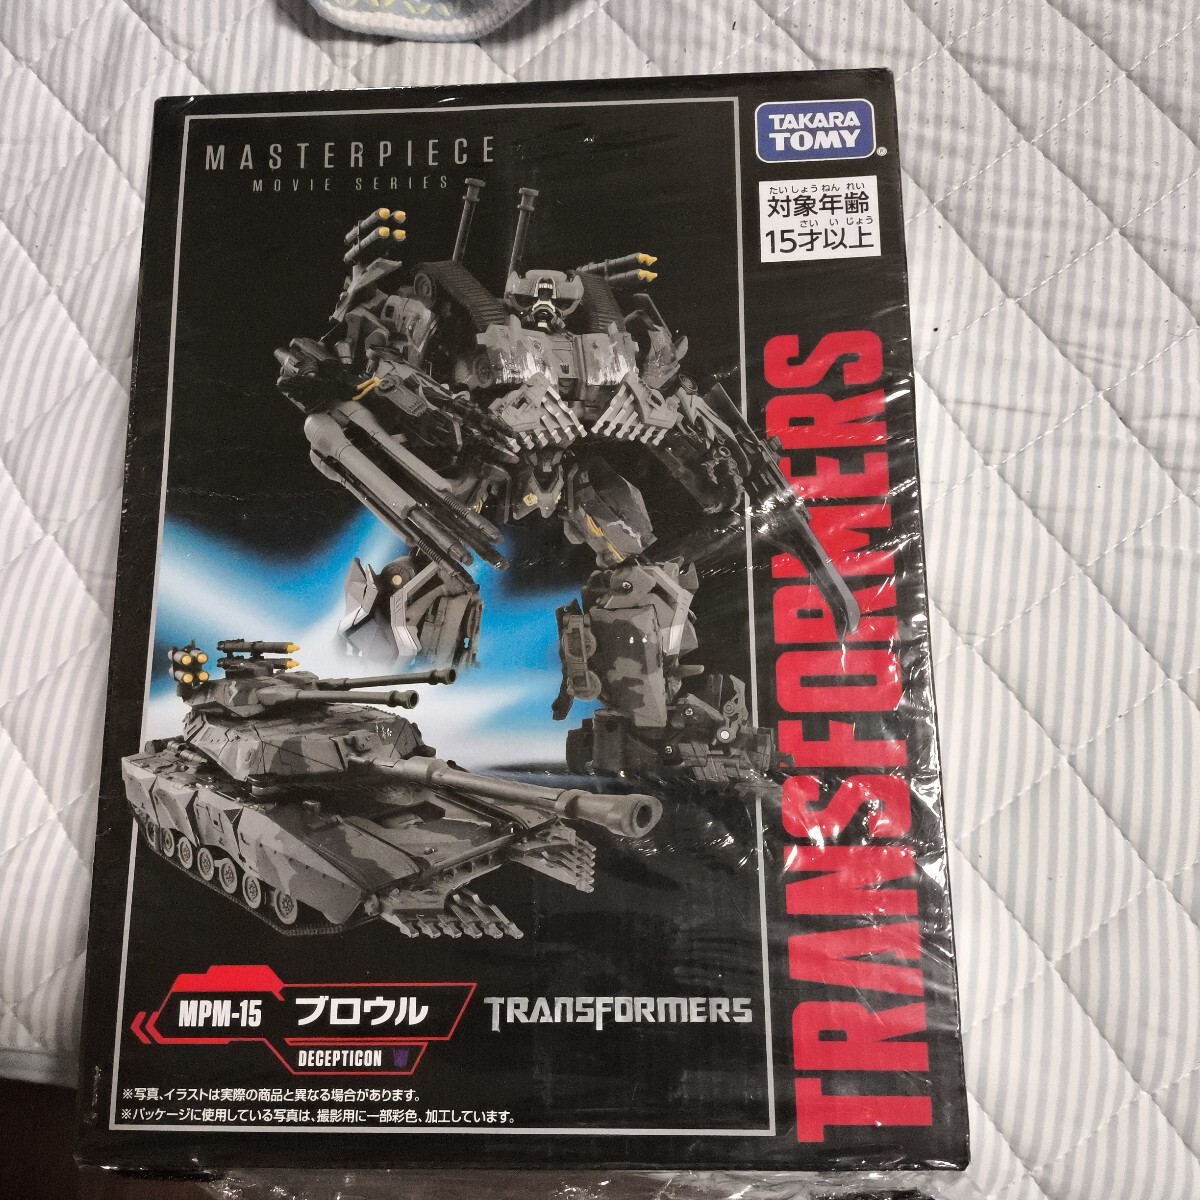 MASTERPIECE
MOVIE SERIES
TAKARA
TOMY
®
たいしょうねんれい
対象年齢
さいいじょう
15才以上
TRANSFORMERS
MPM-15 ブロウル
DECEPTICON
TRANSFORMERS
※写真、イラストは実際の商品と異なる場合があります。
※パッケージに使用している写真は、撮影用に一部彩色、加工しています。